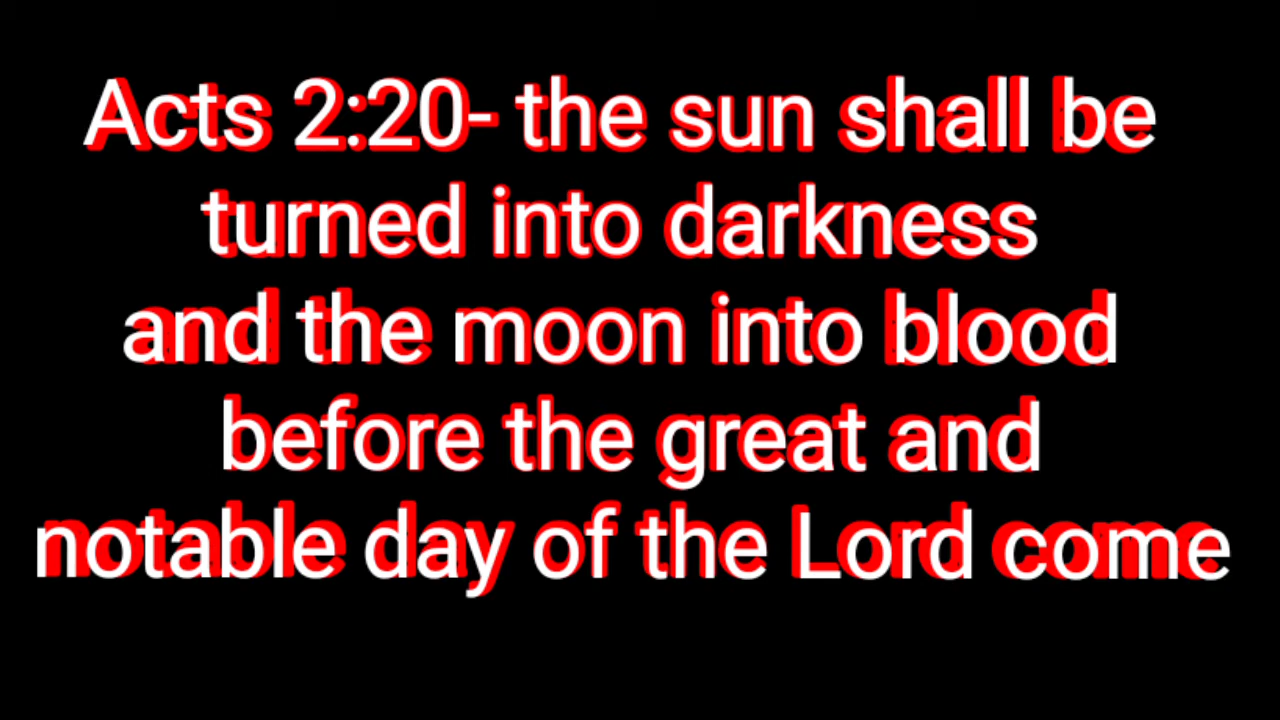 Acts 2:20- the sun shall be
turned into darkness
and the moon into blood
before the great and
notable day of the Lord come